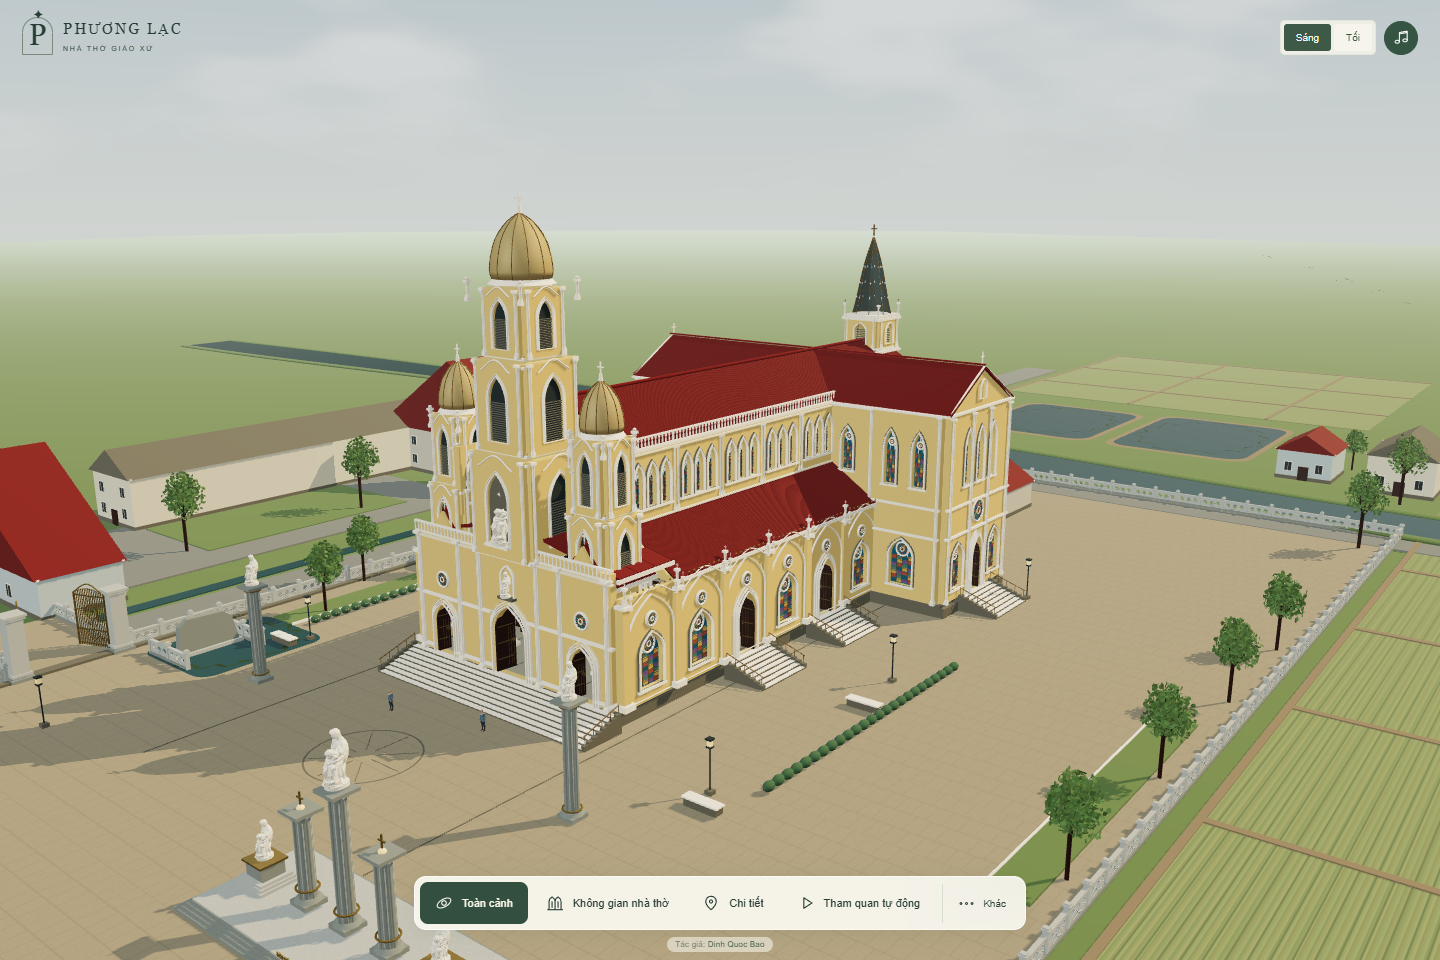 P
PHƯƠNG LẠC
NHÀ THỜ GIÁO XỨ
Sáng
Tối
Toàn cảnh
Không gian nhà thờ
Chi tiết
Tham quan tự động
Khác
Tác giả: Dinh Quoc Bao